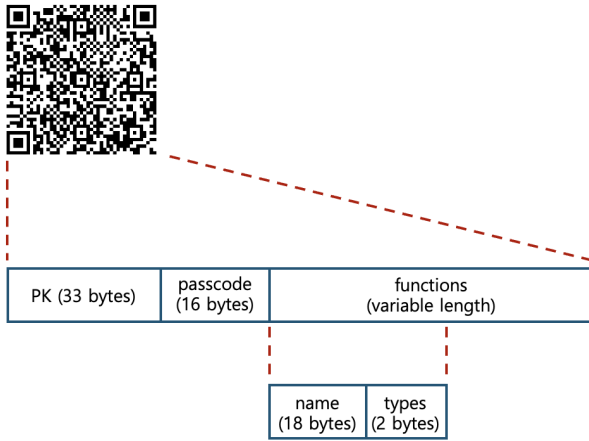 PK (33 bytes)
passcode
(16 bytes)
functions
(variable length)
name
(18 bytes)
types
(2 bytes)